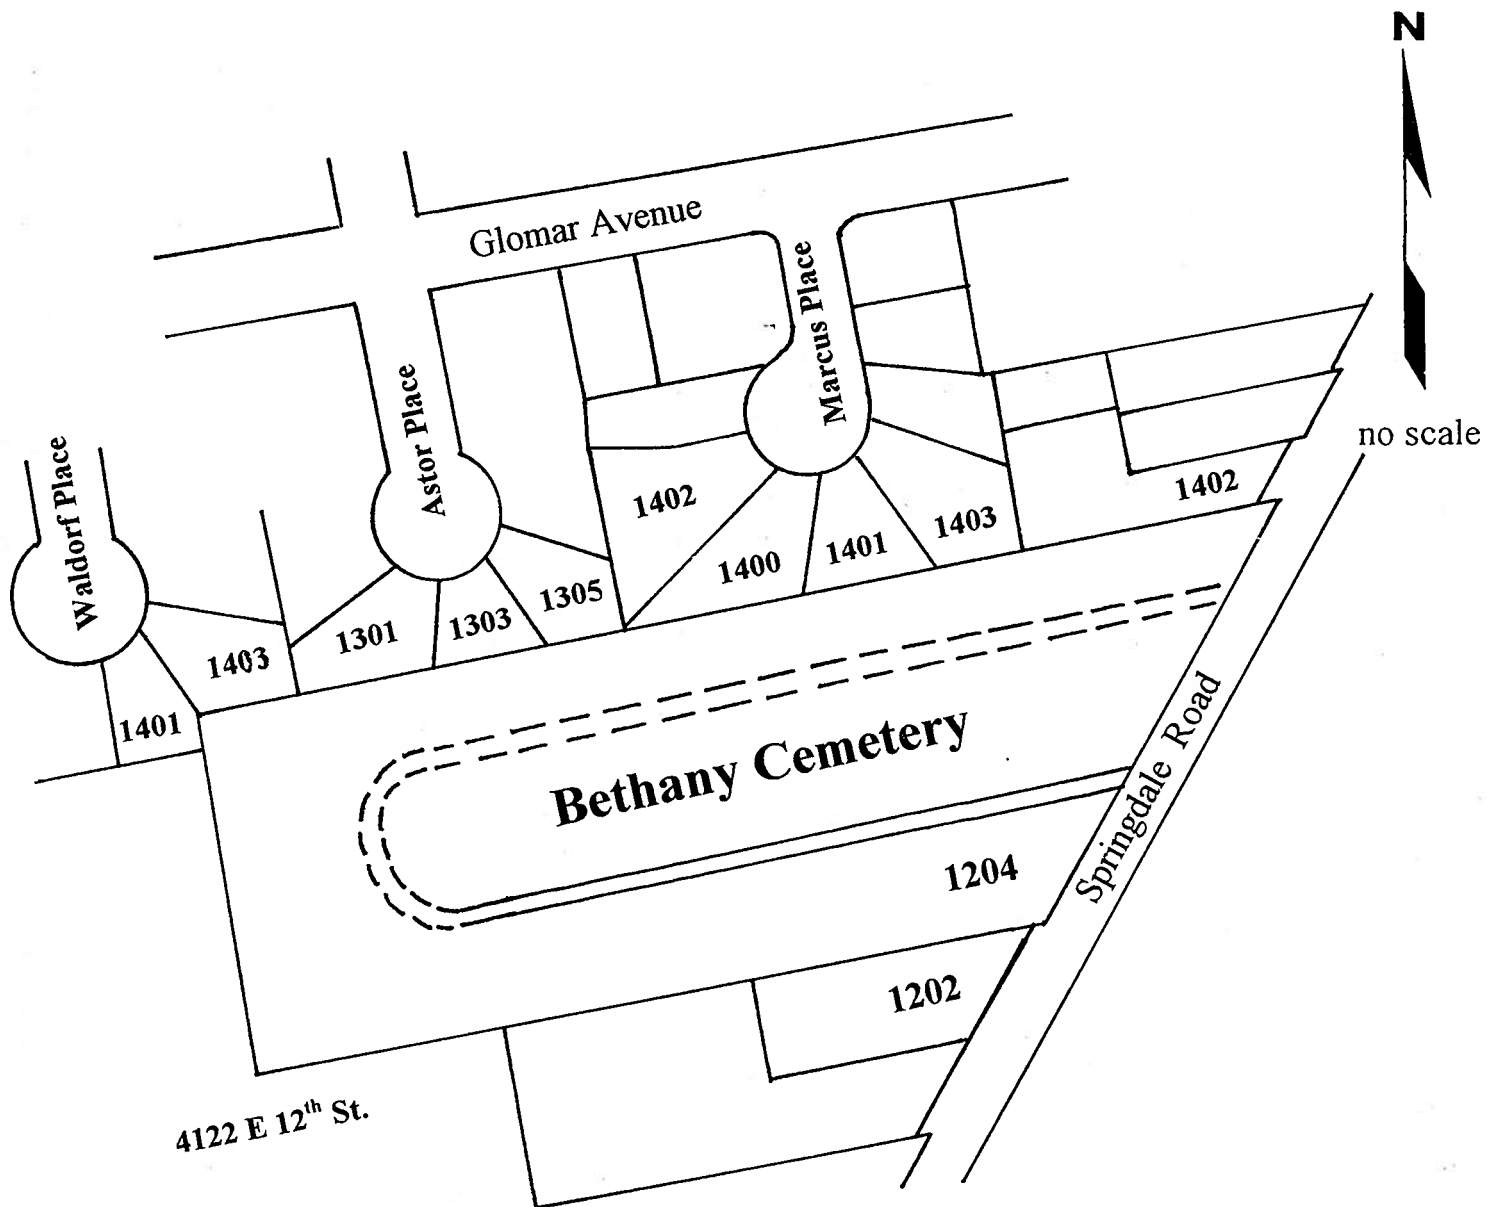 N
Glomar Avenue
Marcus Place
Astor Place
Waldorf Place
no scale
1402
1402
1403
1401
1400
1305
1303
1301
1403
1401
Bethany Cemetery
Springdale Road
1204
1202
4122 E 12th St.